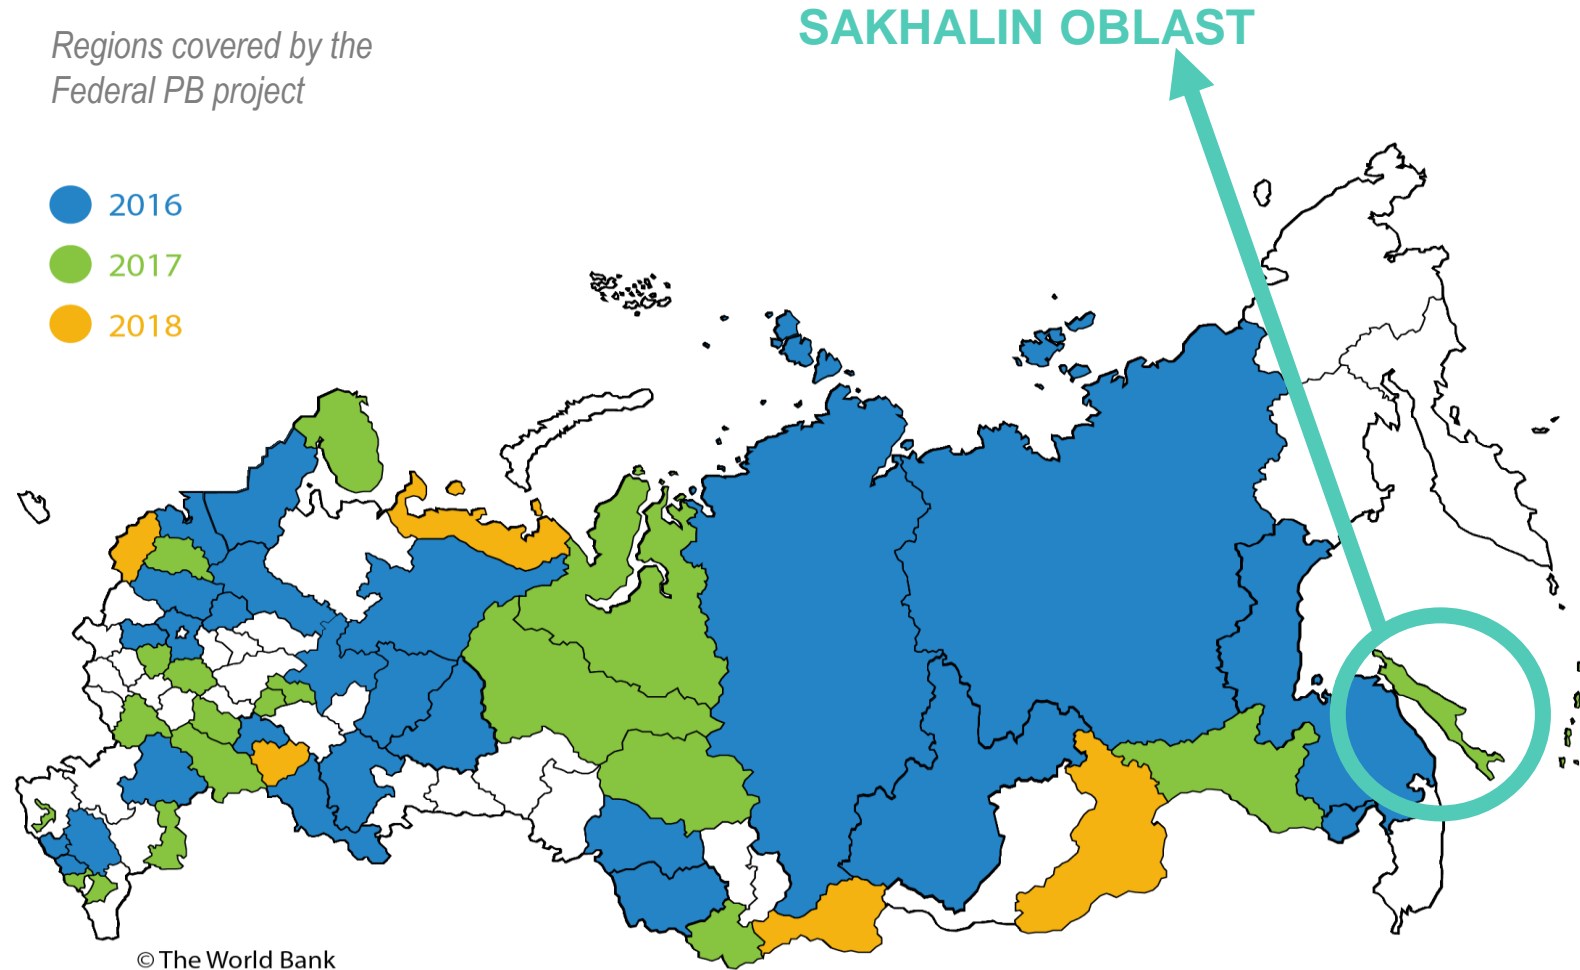 SAKHALIN OBLAST
Regions covered by the
Federal PB project
2016
2017
2018
© The World Bank